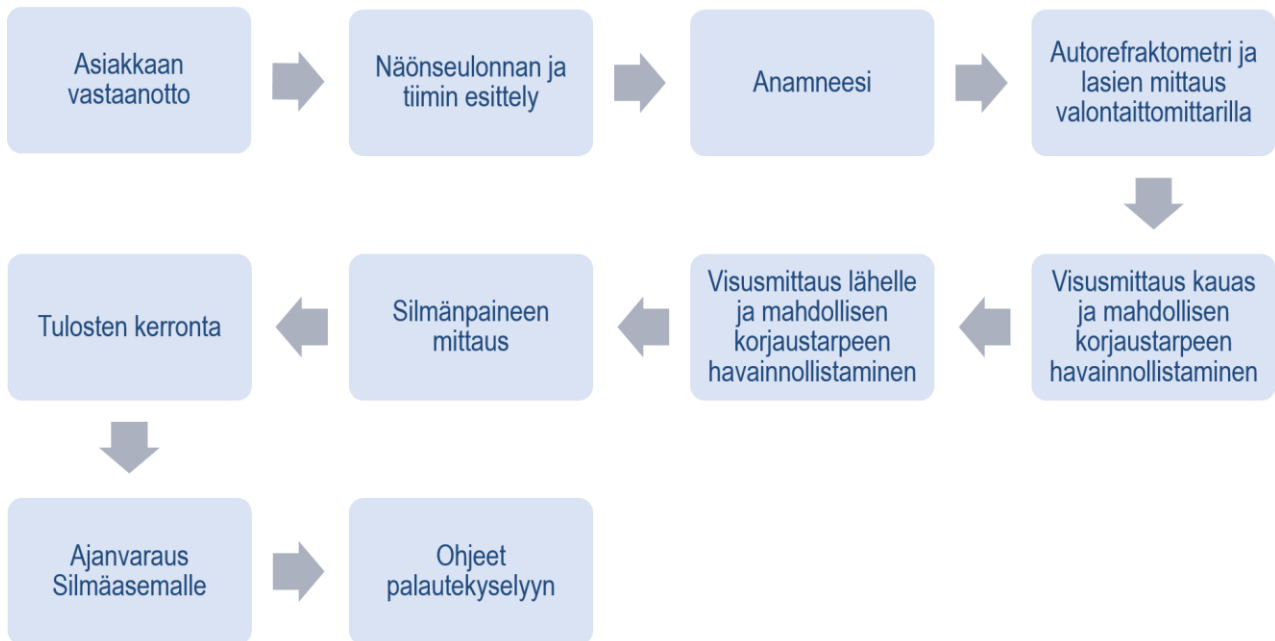 Asiakkaan
vastaanotto
Näönseulonnan ja
tiimin esittely
Anamneesi
Autorefraktometri ja
lasien mittaus
valontaittomittarilla
Visusmittaus kauas
ja mahdollisen
korjaustarpeen
havainnollistaminen
Visusmittaus lähelle
ja mahdollisen
korjaustarpeen
havainnollistaminen
Silmänpaineen
mittaus
Tulosten kerronta
Ajanvaraus
Silmäasemalle
Ohjeet
palautekyselyyn